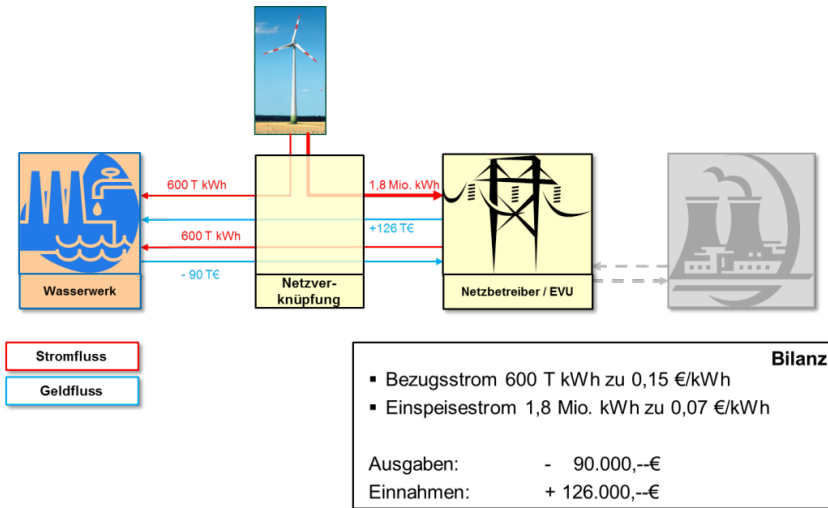 600 T kWh
1,8 Mio. kWh
+126 T€
600 T kWh
- 90 T€
Wasserwerk
Netzver-
knüpfung
Netzbetreiber / EVU
Stromfluss
Geldfluss
Bilanz
▪ Bezugsstrom 600 T kWh zu 0,15 €/kWh
▪ Einspeisestrom 1,8 Mio. kWh zu 0,07 €/kWh
Ausgaben: - 90.000,--€
Einnahmen: + 126.000,--€